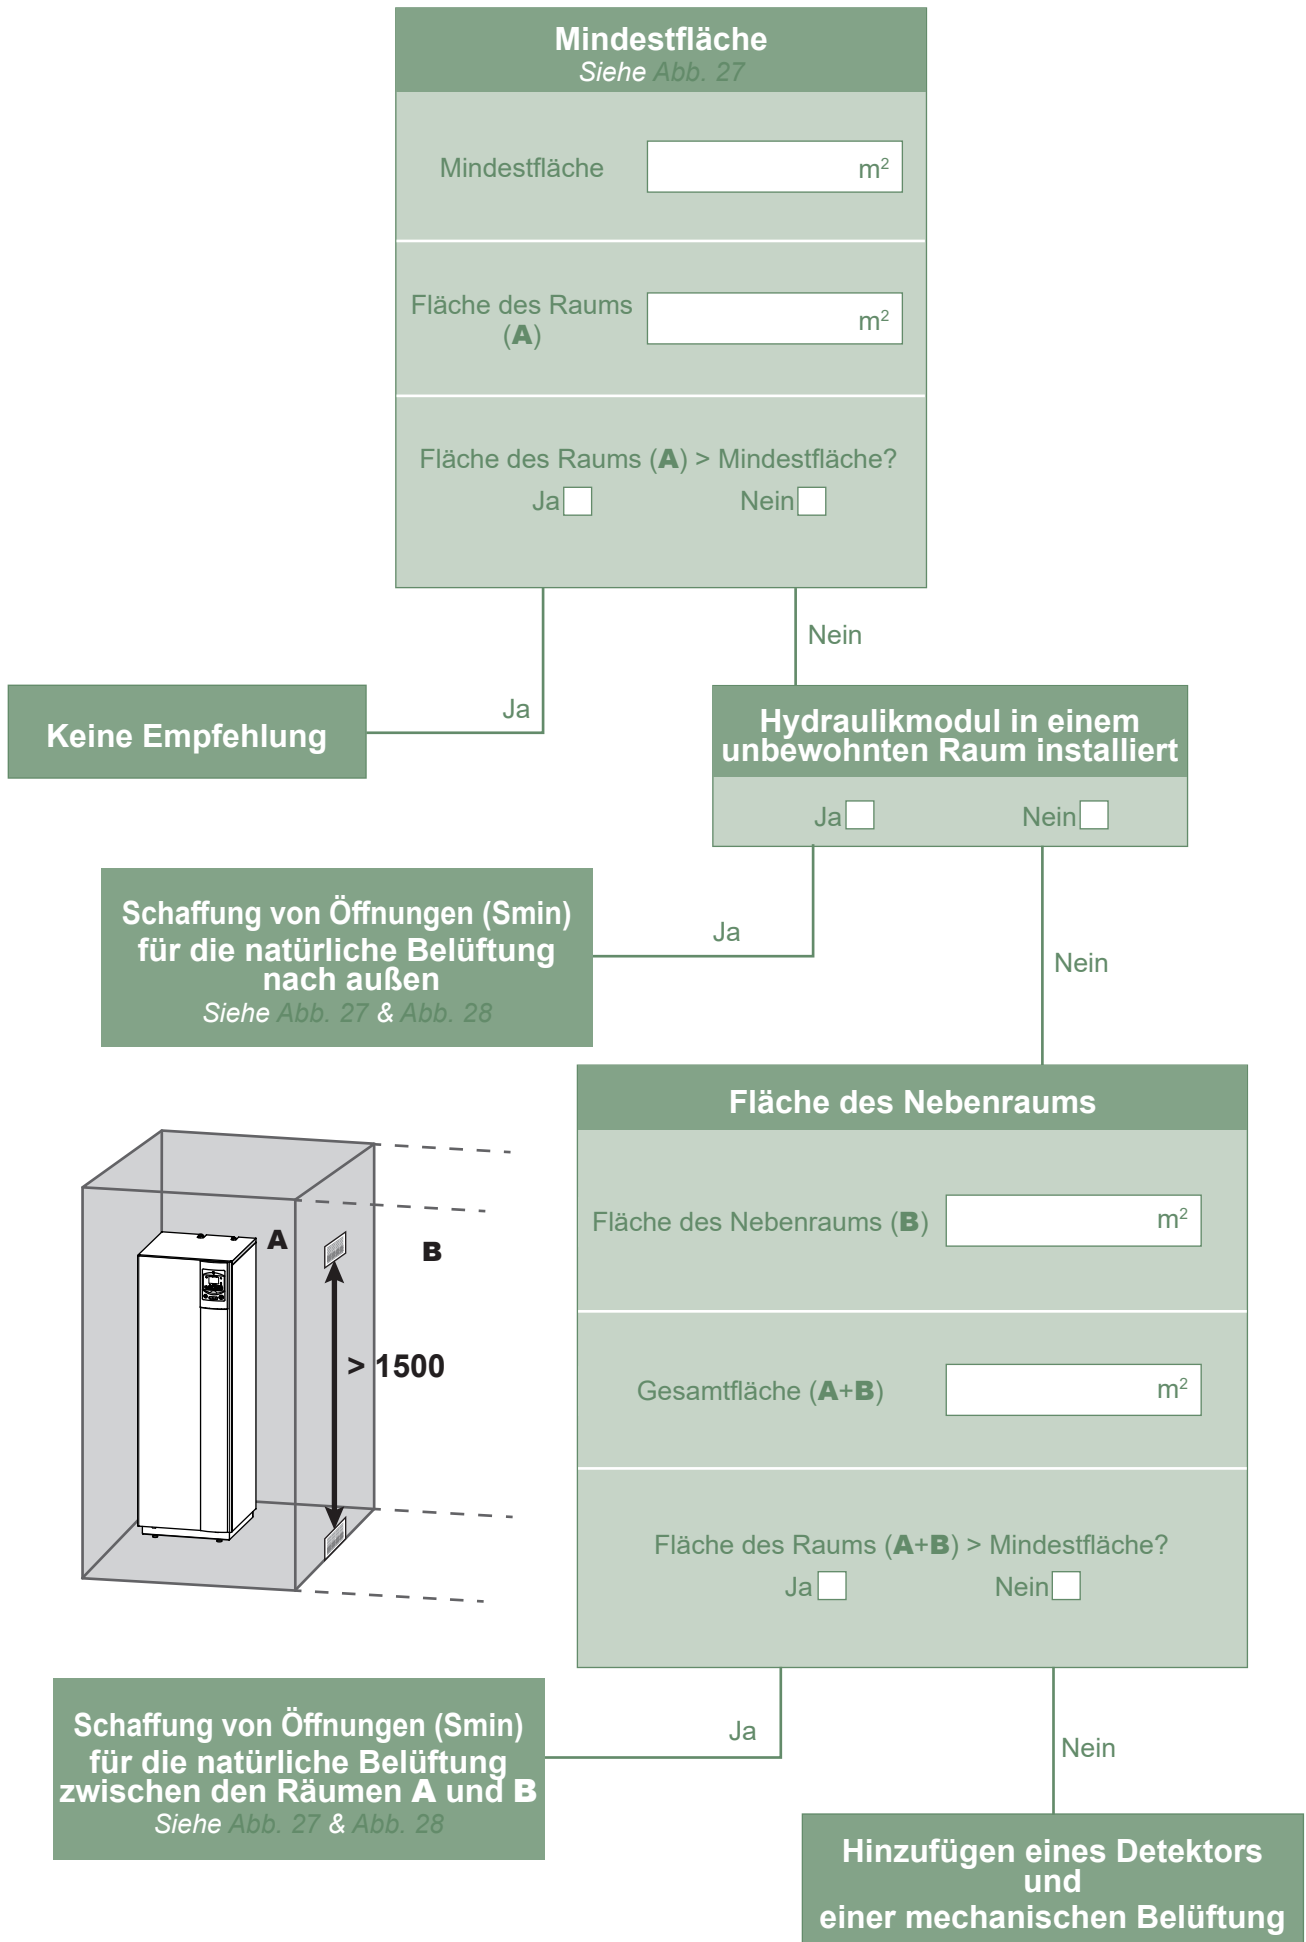 Mindestfläche
Siehe Abb. 27
Mindestfläche
m²
Fläche des Raums
(A)
m²
Fläche des Raums (A) > Mindestfläche?
Ja
Nein
Nein
Ja
Keine Empfehlung
Hydraulikmodul in einem
unbewohnten Raum installiert
Ja
Nein
Schaffung von Öffnungen (Smin)
für die natürliche Belüftung
nach außen
Siehe Abb. 27 & Abb. 28
Ja
Nein
Fläche des Nebenraums
Fläche des Nebenraums (B)
m²
Gesamtfläche (A+B)
m²
Fläche des Raums (A+B) > Mindestfläche?
Ja
Nein
A
B
> 1500
Schaffung von Öffnungen (Smin)
für die natürliche Belüftung
zwischen den Räumen A und B
Siehe Abb. 27 & Abb. 28
Ja
Nein
Hinzufügen eines Detektors
und
einer mechanischen Belüftung